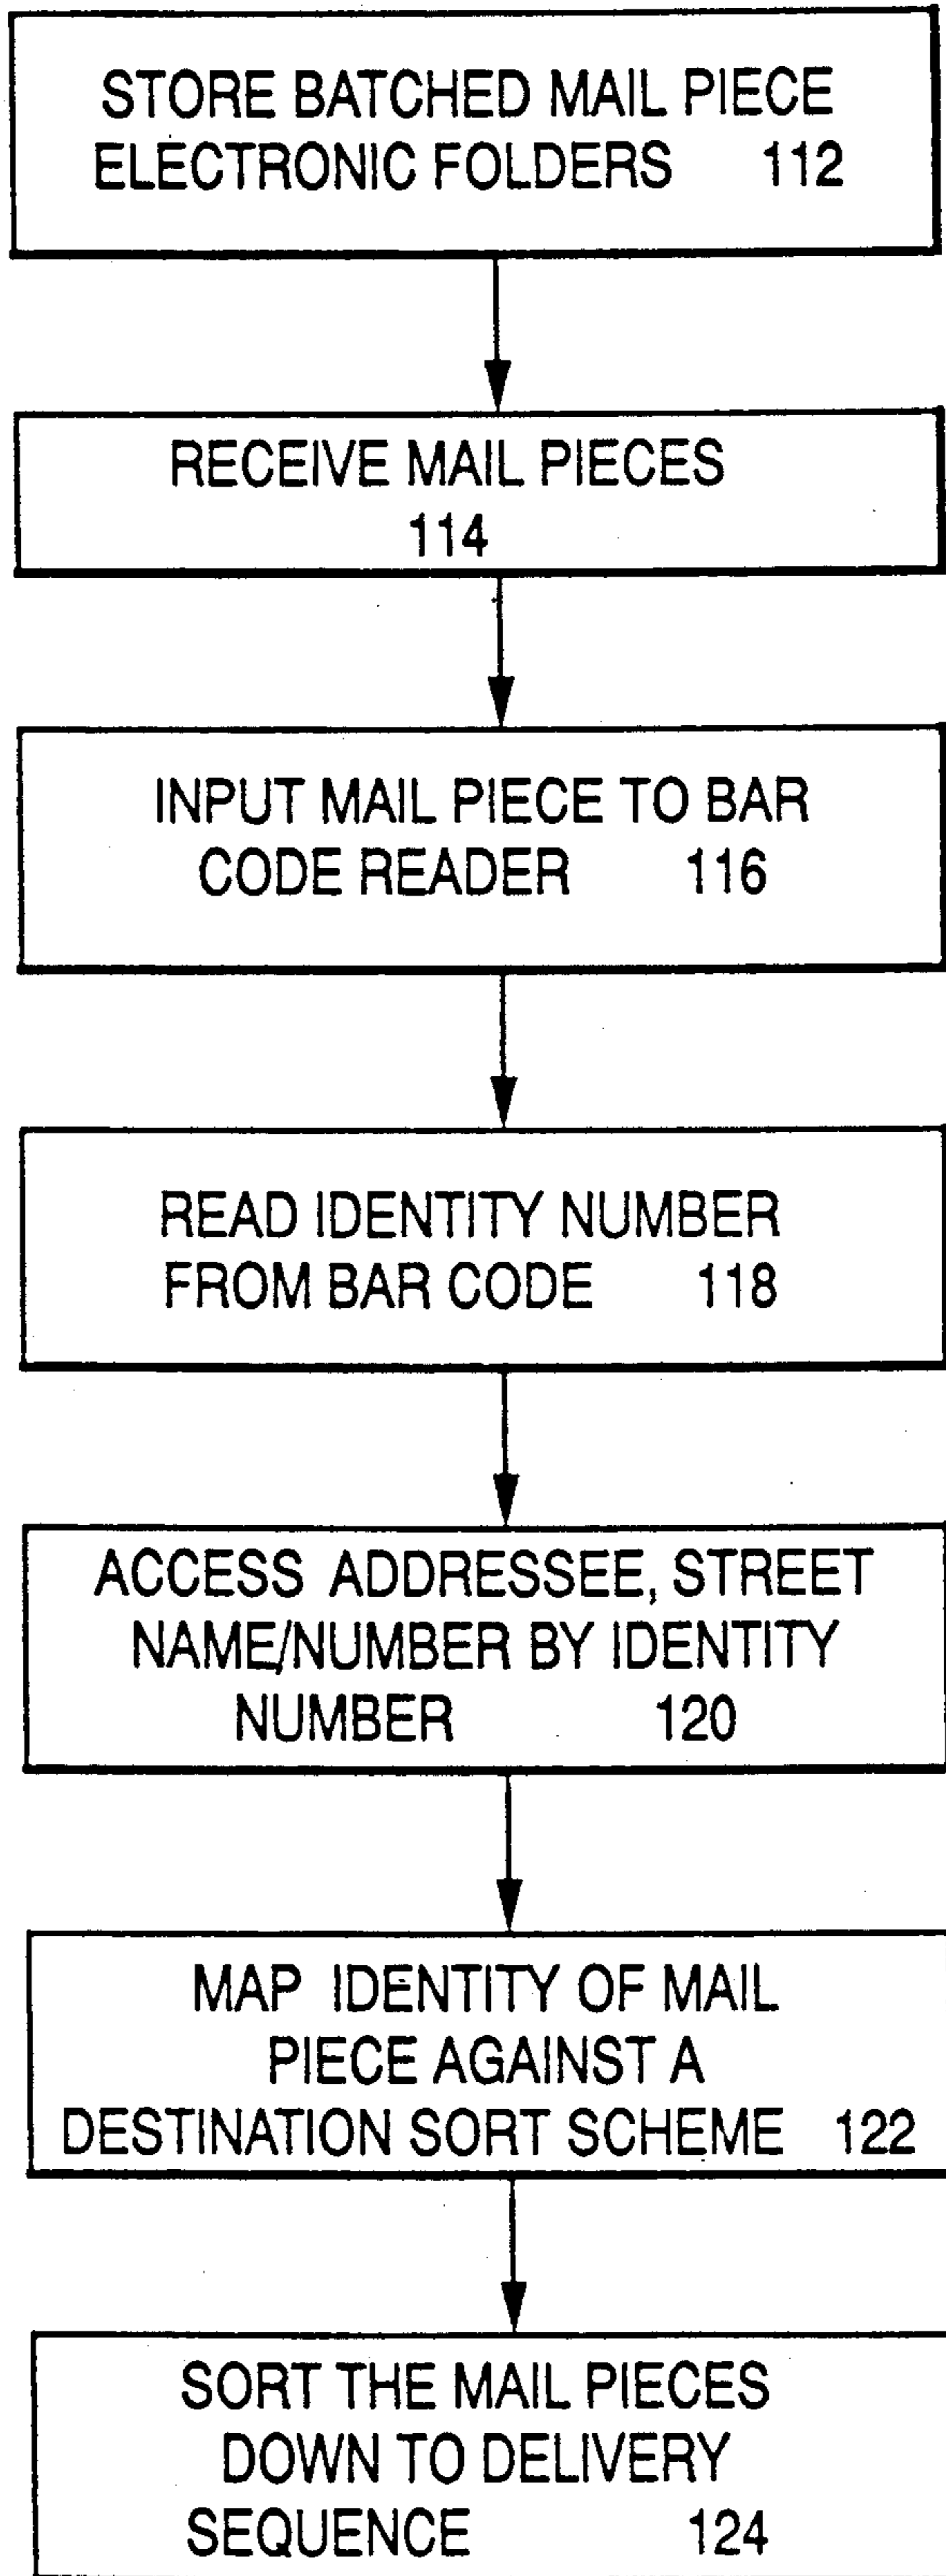 STORE BATCHED MAIL PIECE
ELECTRONIC FOLDERS 112
RECEIVE MAIL PIECES
114
INPUT MAIL PIECE TO BAR
CODE READER 116
READ IDENTITY NUMBER
FROM BAR CODE 118
ACCESS ADDRESSEE, STREET
NAME/NUMBER BY IDENTITY
NUMBER 120
MAP IDENTITY OF MAIL
PIECE AGAINST A
DESTINATION SORT SCHEME 122
SORT THE MAIL PIECES
DOWN TO DELIVERY
SEQUENCE 124